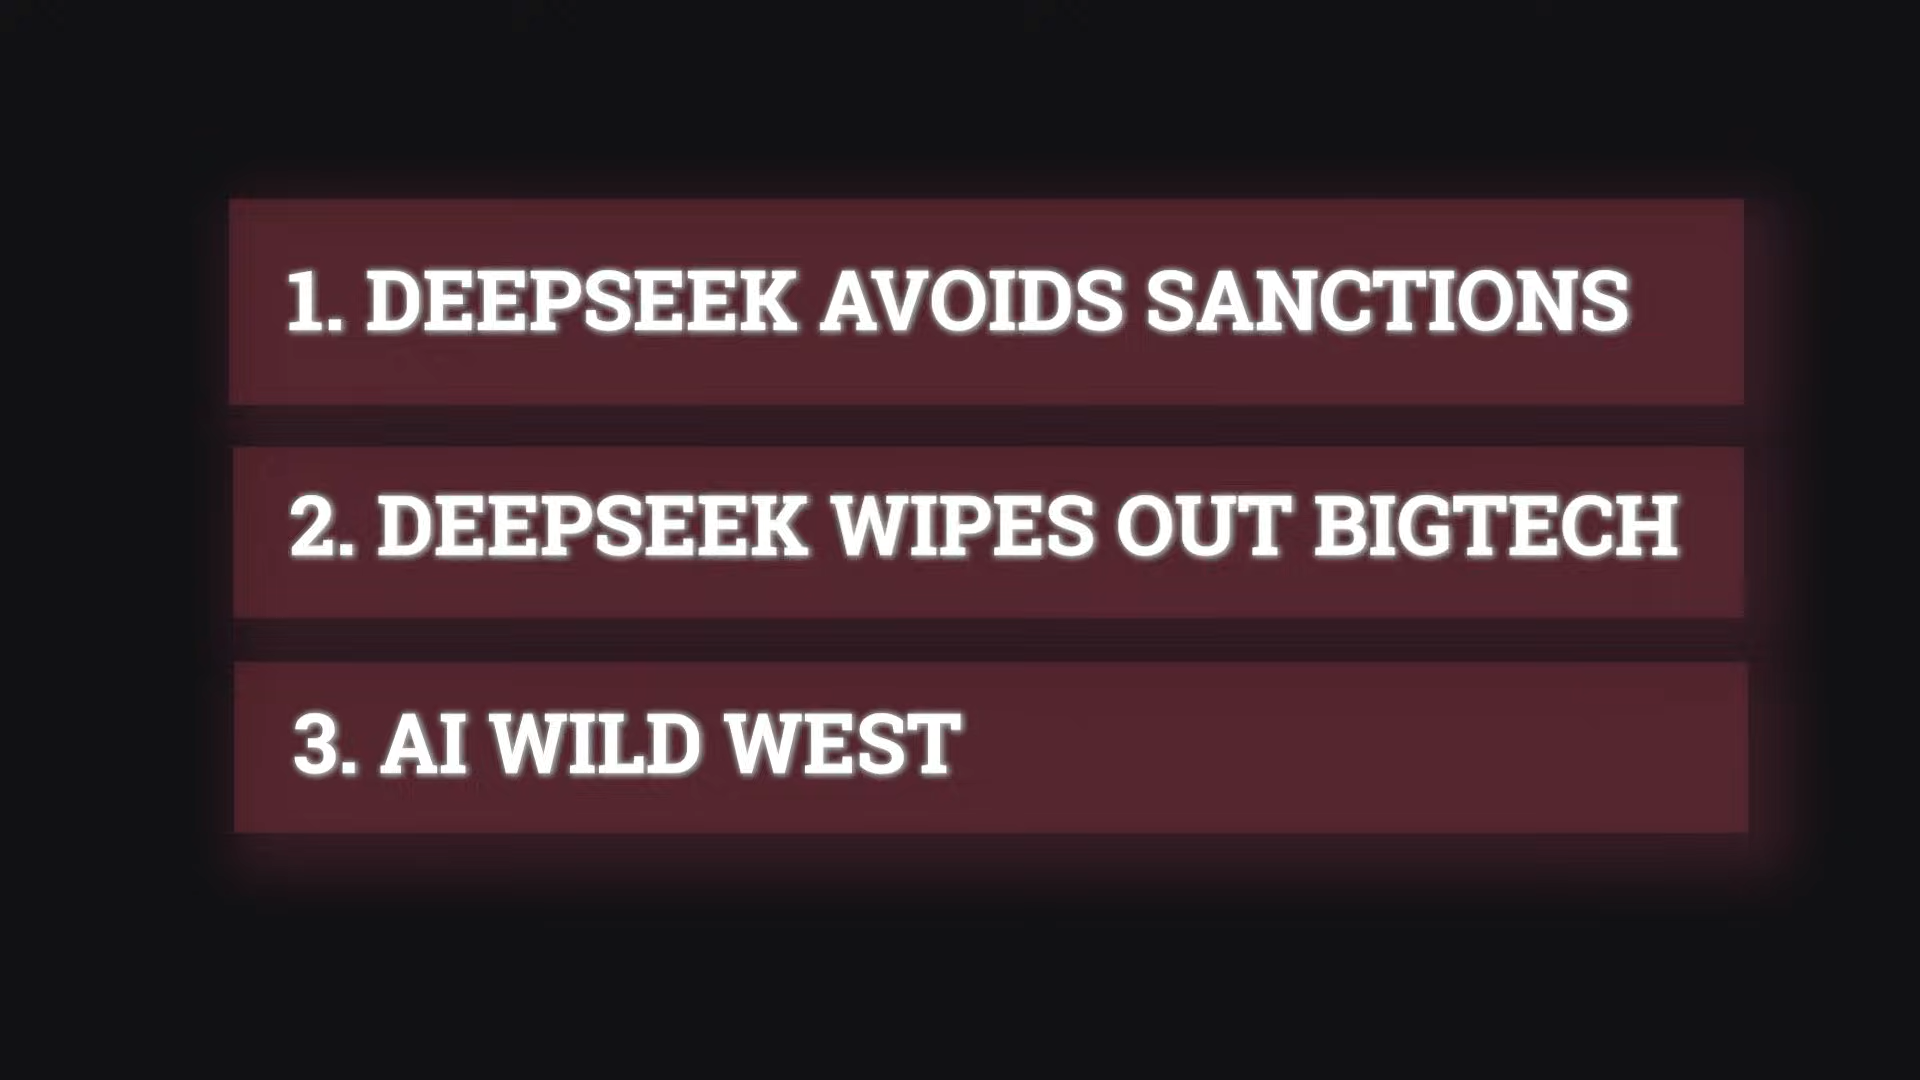 1. DEEPSEEK AVOIDS SANCTIONS
2. DEEPSEEK WIPES OUT BIGTECH
3. AI WILD WEST